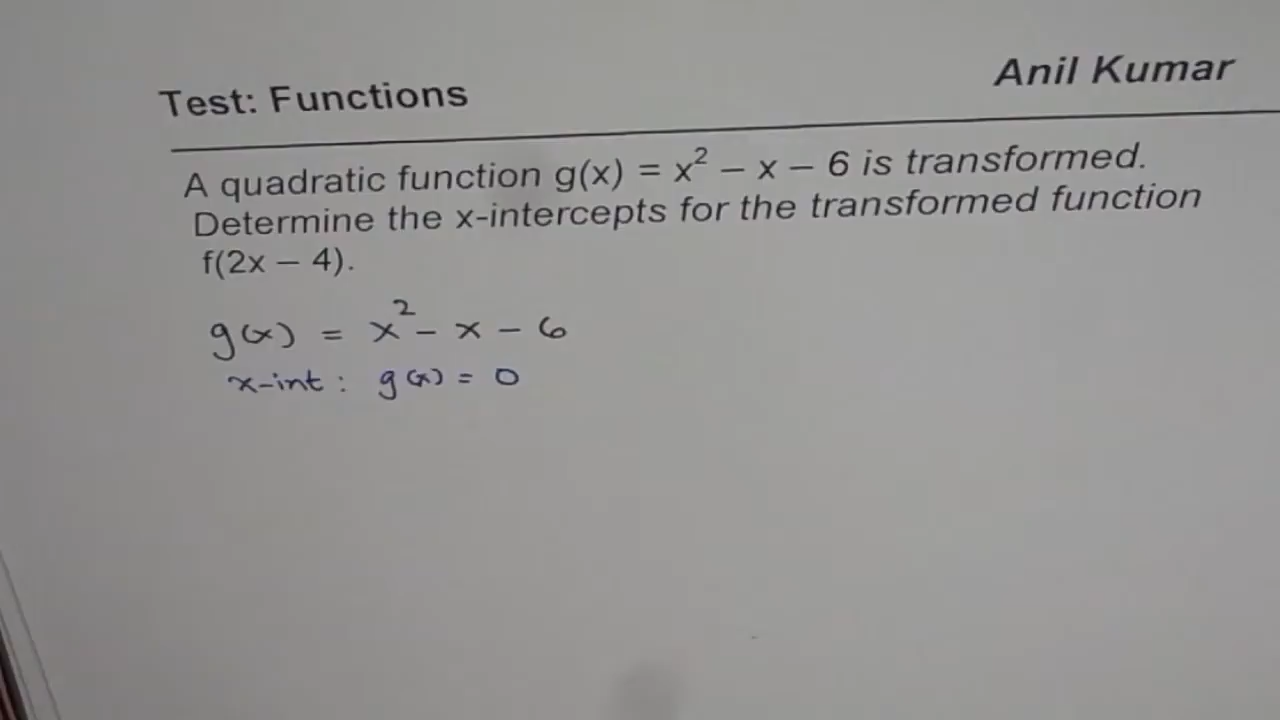 Test: Functions
Anil Kumar
A quadratic function g(x) = x² – x – 6 is transformed.
Determine the x-intercepts for the transformed function
f(2x – 4).
g(x) = x² – x – 6
x-int : g(x) = 0